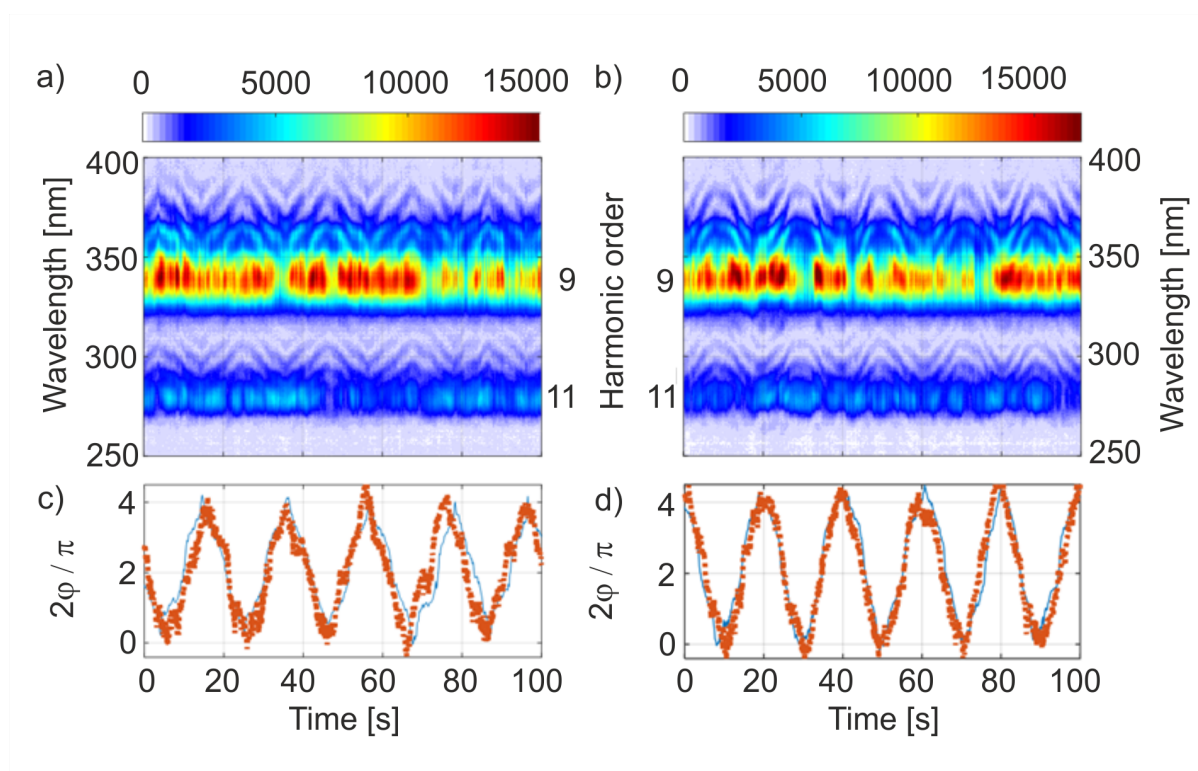 a)
0 5000 10000 15000
b)
0 5000 10000 15000
Wavelength [nm]
400
350
300
250
9
11
Harmonic order
9
11
400
350
300
250
Wavelength [nm]
c)
2φ / π
4
2
0
0 20 40 60 80 100
Time [s]
d)
2φ / π
4
2
0
0 20 40 60 80 100
Time [s]